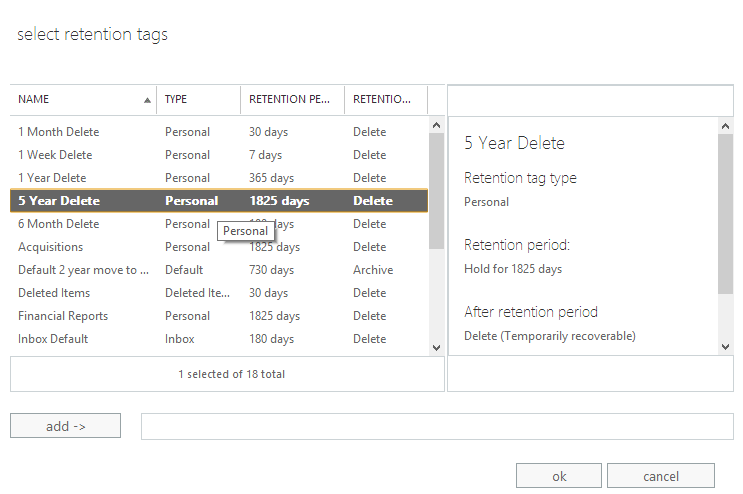 select retention tags
NAME TYPE RETENTION PE... RETENTIO...
1 Month Delete Personal 30 days Delete
1 Week Delete Personal 7 days Delete
1 Year Delete Personal 365 days Delete
5 Year Delete Personal 1825 days Delete
6 Month Delete Personal days Delete
Personal
Acquisitions Personal 1825 days Delete
Default 2 year move to ... Default 730 days Archive
Deleted Items Deleted Ite... 30 days Delete
Financial Reports Personal 1825 days Delete
Inbox Default Inbox 180 days Delete
1 selected of 18 total
5 Year Delete
Retention tag type
Personal
Retention period:
Hold for 1825 days
After retention period
Delete (Temporarily recoverable)
add ->
ok cancel